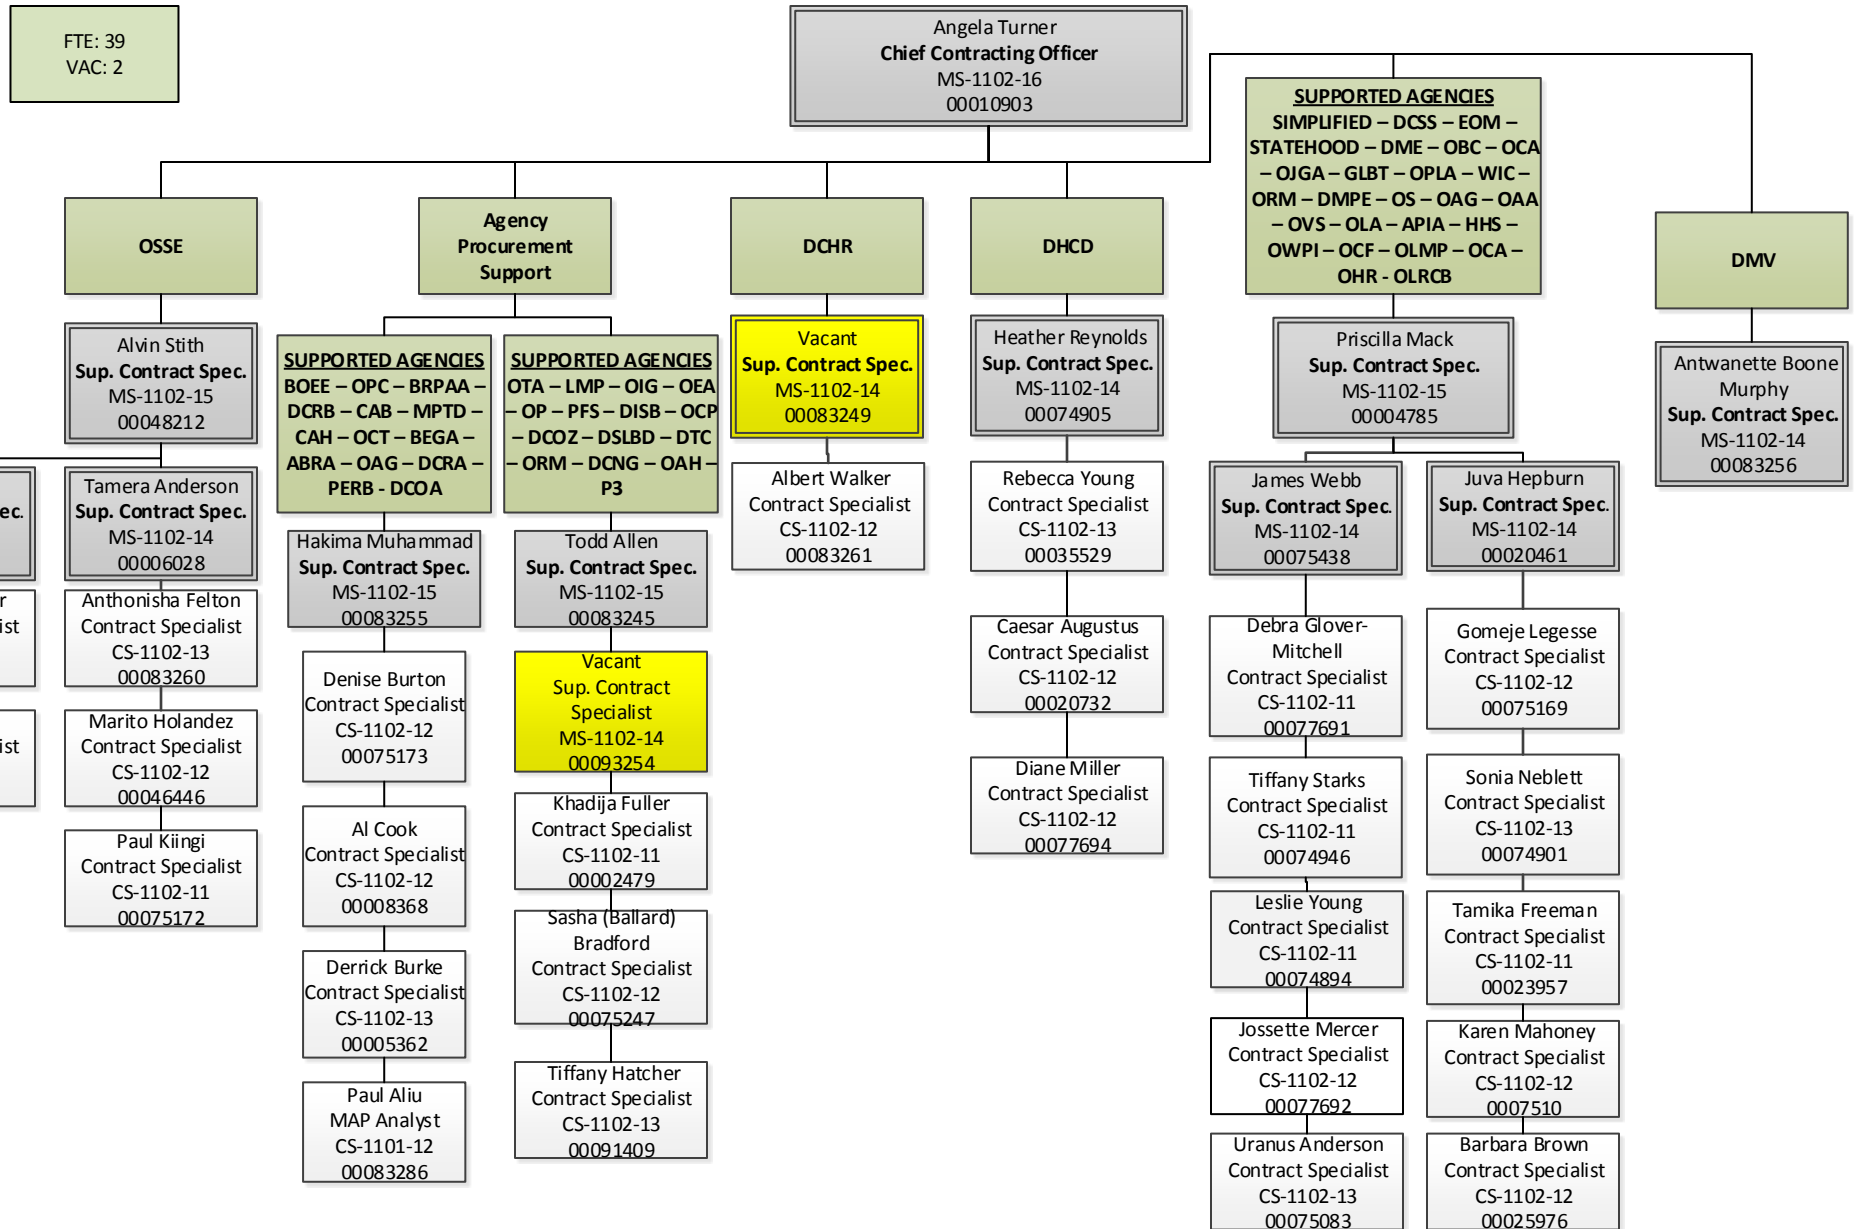 FTE: 39
VAC: 2
Angela Turner
Chief Contracting Officer
MS-1102-16
00010903
OSSE
Alvin Stith
Sup. Contract Spec.
MS-1102-15
00048212
ec.
r
ist
ist
Tamera Anderson
Sup. Contract Spec.
MS-1102-14
00006028
Anthonisha Felton
Contract Specialist
CS-1102-13
00083260
Marito Holandez
Contract Specialist
CS-1102-12
00046446
Paul Kiingi
Contract Specialist
CS-1102-11
00075172
Agency
Procurement
Support
SUPPORTED AGENCIES
BOEE – OPC – BRPAA –
DCRB – CAB – MPTD –
CAH – OCT – BEGA –
ABRA – OAG – DCRA –
PERB - DCOA
Hakima Muhammad
Sup. Contract Spec.
MS-1102-15
00083255
Denise Burton
Contract Specialist
CS-1102-12
00075173
Al Cook
Contract Specialist
CS-1102-12
00008368
Derrick Burke
Contract Specialist
CS-1102-13
00005362
Paul Aliu
MAP Analyst
CS-1101-12
00083286
SUPPORTED AGENCIES
OTA – LMP – OIG – OEA
– OP – PFS – DISB – OCP
– DCOZ – DSLBD – DTC
– ORM – DCNG – OAH –
P3
Todd Allen
Sup. Contract Spec.
MS-1102-15
00083245
Vacant
Sup. Contract
Specialist
MS-1102-14
00093254
Khadija Fuller
Contract Specialist
CS-1102-11
00002479
Sasha (Ballard)
Bradford
Contract Specialist
CS-1102-12
00075247
Tiffany Hatcher
Contract Specialist
CS-1102-13
00091409
DCHR
Vacant
Sup. Contract Spec.
MS-1102-14
00083249
Albert Walker
Contract Specialist
CS-1102-12
00083261
DHCD
Heather Reynolds
Sup. Contract Spec.
MS-1102-14
00074905
Rebecca Young
Contract Specialist
CS-1102-13
00035529
Caesar Augustus
Contract Specialist
CS-1102-12
00020732
Diane Miller
Contract Specialist
CS-1102-12
00077694
SUPPORTED AGENCIES
SIMPLIFIED – DCSS – EOM –
STATEHOOD – DME – OBC – OCA
– OJGA – GLBT – OPLA – WIC –
ORM – DMPE – OS – OAG – OAA
– OVS – OLA – APIA – HHS –
OWPI – OCF – OLMP – OCA –
OHR - OLRCB
Priscilla Mack
Sup. Contract Spec.
MS-1102-15
00004785
James Webb
Sup. Contract Spec.
MS-1102-14
00075438
Debra Glover-
Mitchell
Contract Specialist
CS-1102-11
00077691
Tiffany Starks
Contract Specialist
CS-1102-11
00074946
Leslie Young
Contract Specialist
CS-1102-11
00074894
Jossette Mercer
Contract Specialist
CS-1102-12
00077692
Uranus Anderson
Contract Specialist
CS-1102-13
00075083
Juva Hepburn
Sup. Contract Spec.
MS-1102-14
00020461
Gomeje Legesse
Contract Specialist
CS-1102-12
00075169
Sonia Neblett
Contract Specialist
CS-1102-13
00074901
Tamika Freeman
Contract Specialist
CS-1102-11
00023957
Karen Mahoney
Contract Specialist
CS-1102-12
0007510
Barbara Brown
Contract Specialist
CS-1102-12
00025976
DMV
Antwanette Boone
Murphy
Sup. Contract Spec.
MS-1102-14
00083256